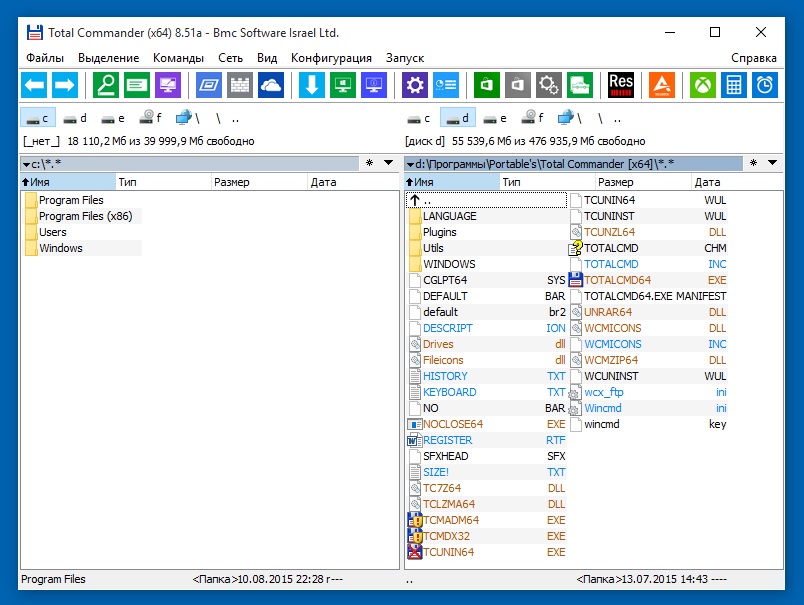 Total Commander (x64) 8.51a - Bmc Software Israel Ltd.
Файлы Выделение Команды Сеть Вид Конфигурация Запуск Справка
Res
c d e f \ \ .. c d e f \ \ ..
[_нет_] 18 110,2 Мб из 39 999,9 Мб свободно [диск d] 55 539,6 Мб из 476 935,9 Мб свободно
c:\*.* * d:\Программы\Portable's\Total Commander [x64]\*.* *
Имя Тип Размер Дата Имя Тип Размер Дата
Program Files .. TCUNIN64 WUL
Program Files (x86) LANGUAGE TCUNINST WUL
Users Plugins TCUNZL64 DLL
Windows Utils TOTALCMD CHM
WINDOWS TOTALCMD INC
CGLPT64 SYS TOTALCMD64 EXE
DEFAULT BAR TOTALCMD64.EXE MANIFEST
default br2 UNRAR64 DLL
DESCRIPT ION WCMICONS DLL
Drives dll WCMICONS INC
Fileicons dll WCMZIP64 DLL
HISTORY TXT WCUNINST WUL
KEYBOARD TXT wcx_ftp ini
NO BAR Wincmd ini
NOCLOSE64 EXE wincmd key
REGISTER RTF
SFXHEAD SFX
SIZE! TXT
TC7Z64 DLL
TCLZMA64 DLL
TCMADM64 EXE
TCMDX32 EXE
TCUNIN64 EXE
Program Files <Папка>10.08.2015 22:28 r--- .. <Папка>13.07.2015 14:43 ----